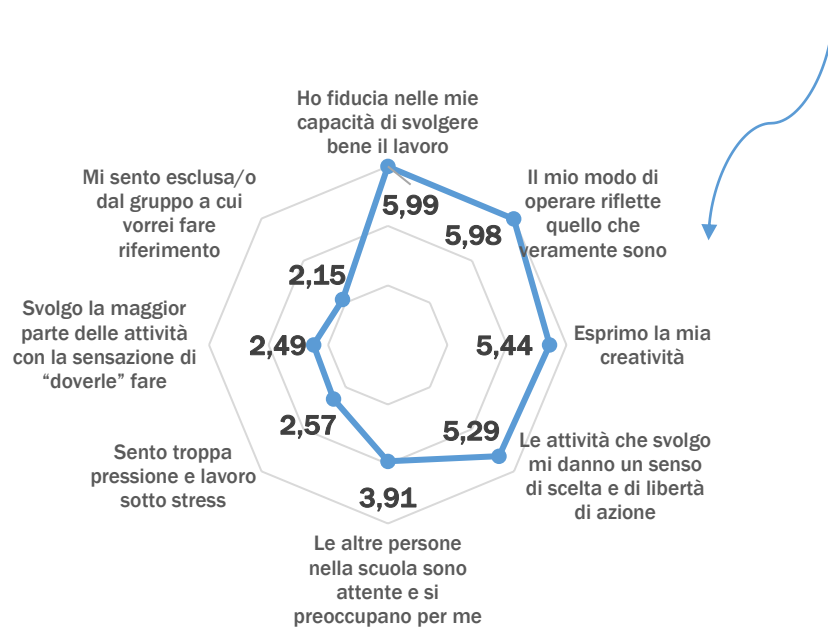 Ho fiducia nelle mie
capacità di svolgere
bene il lavoro
5,99
Il mio modo di
operare riflette
quello che
veramente sono
5,98
Esprimo la mia
creatività
5,44
Le attività che svolgo
mi danno un senso
di scelta e di libertà
di azione
5,29
Le altre persone
nella scuola sono
attente e si
preoccupano per me
3,91
Sento troppa
pressione e lavoro
sotto stress
2,57
Svolgo la maggior
parte delle attività
con la sensazione di
“doverle” fare
2,49
Mi sento esclusa/o
dal gruppo a cui
vorrei fare
riferimento
2,15